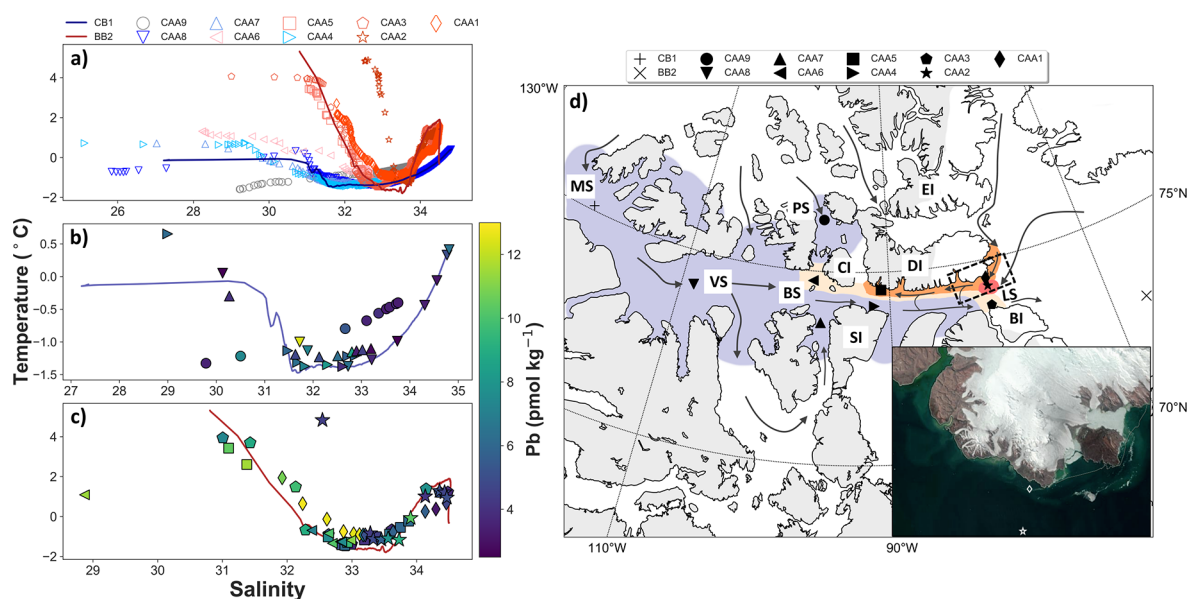 CB1 CAA9 CAA7 CAA5 CAA3 CAA1
BB2 CAA8 CAA6 CAA4 CAA2
a)
4
2
0
−2
26 28 30 32 34
b)
0.5
0.0
−0.5
−1.0
−1.5
27 28 29 30 31 32 33 34 35
c)
4
2
0
−2
29 30 31 32 33 34
Temperature (°C)
Salinity
12
10
8
6
4
Pb (pmol kg⁻¹)
CB1 CAA9 CAA7 CAA5 CAA3 CAA1
BB2 CAA8 CAA6 CAA4 CAA2
130°W
d)
75°N
70°N
110°W
90°W
MS
PS
EI
CI
DI
VS
BS
LS
BI
SI